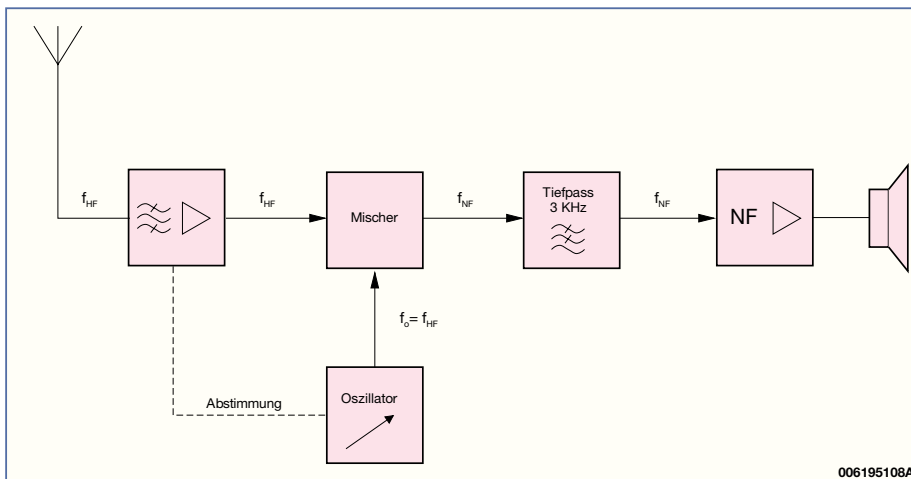 f_HF
f_HF
Mischer
f_NF
Tiefpass
3 KHz
f_NF
NF
f_o= f_HF
Abstimmung
Oszillator
006195108A